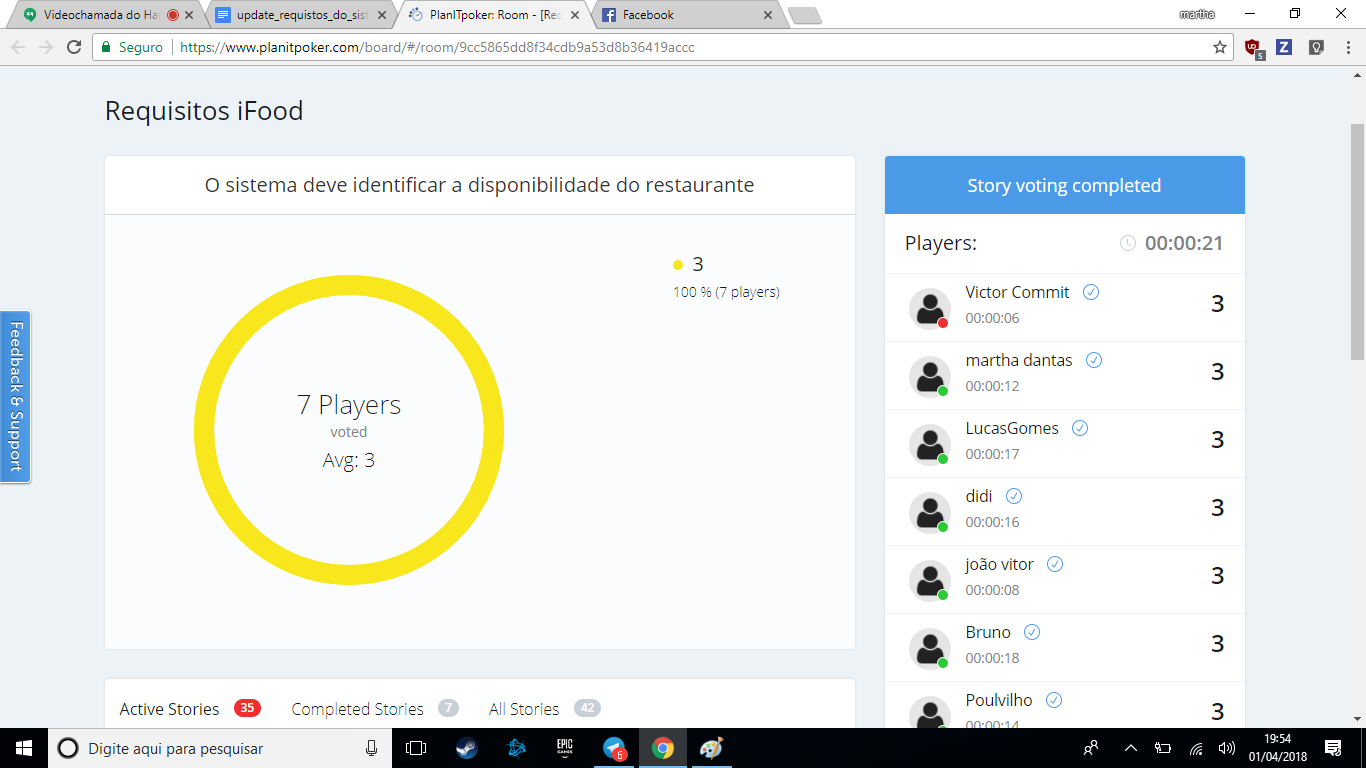 Videochamada do Ha
update_requistos_do_sist
PlanITpoker: Room - [Rec
Facebook
martha
Seguro
https://www.planitpoker.com/board/#/room/9cc5865dd8f34cdb9a53d8b36419accc
5
Requisitos iFood
O sistema deve identificar a disponibilidade do restaurante
3
100 % (7 players)
7 Players
voted
Avg: 3
Feedback & Support
Story voting completed
Players:
00:00:21
Victor Commit
00:00:06
3
martha dantas
00:00:12
3
LucasGomes
00:00:17
3
didi
00:00:16
3
joão vitor
00:00:08
3
Bruno
00:00:18
3
Poulvilho
00:00:14
3
Active Stories 35
Completed Stories 7
All Stories 42
Digite aqui para pesquisar
EPIC
GAMES
6
19:54
01/04/2018